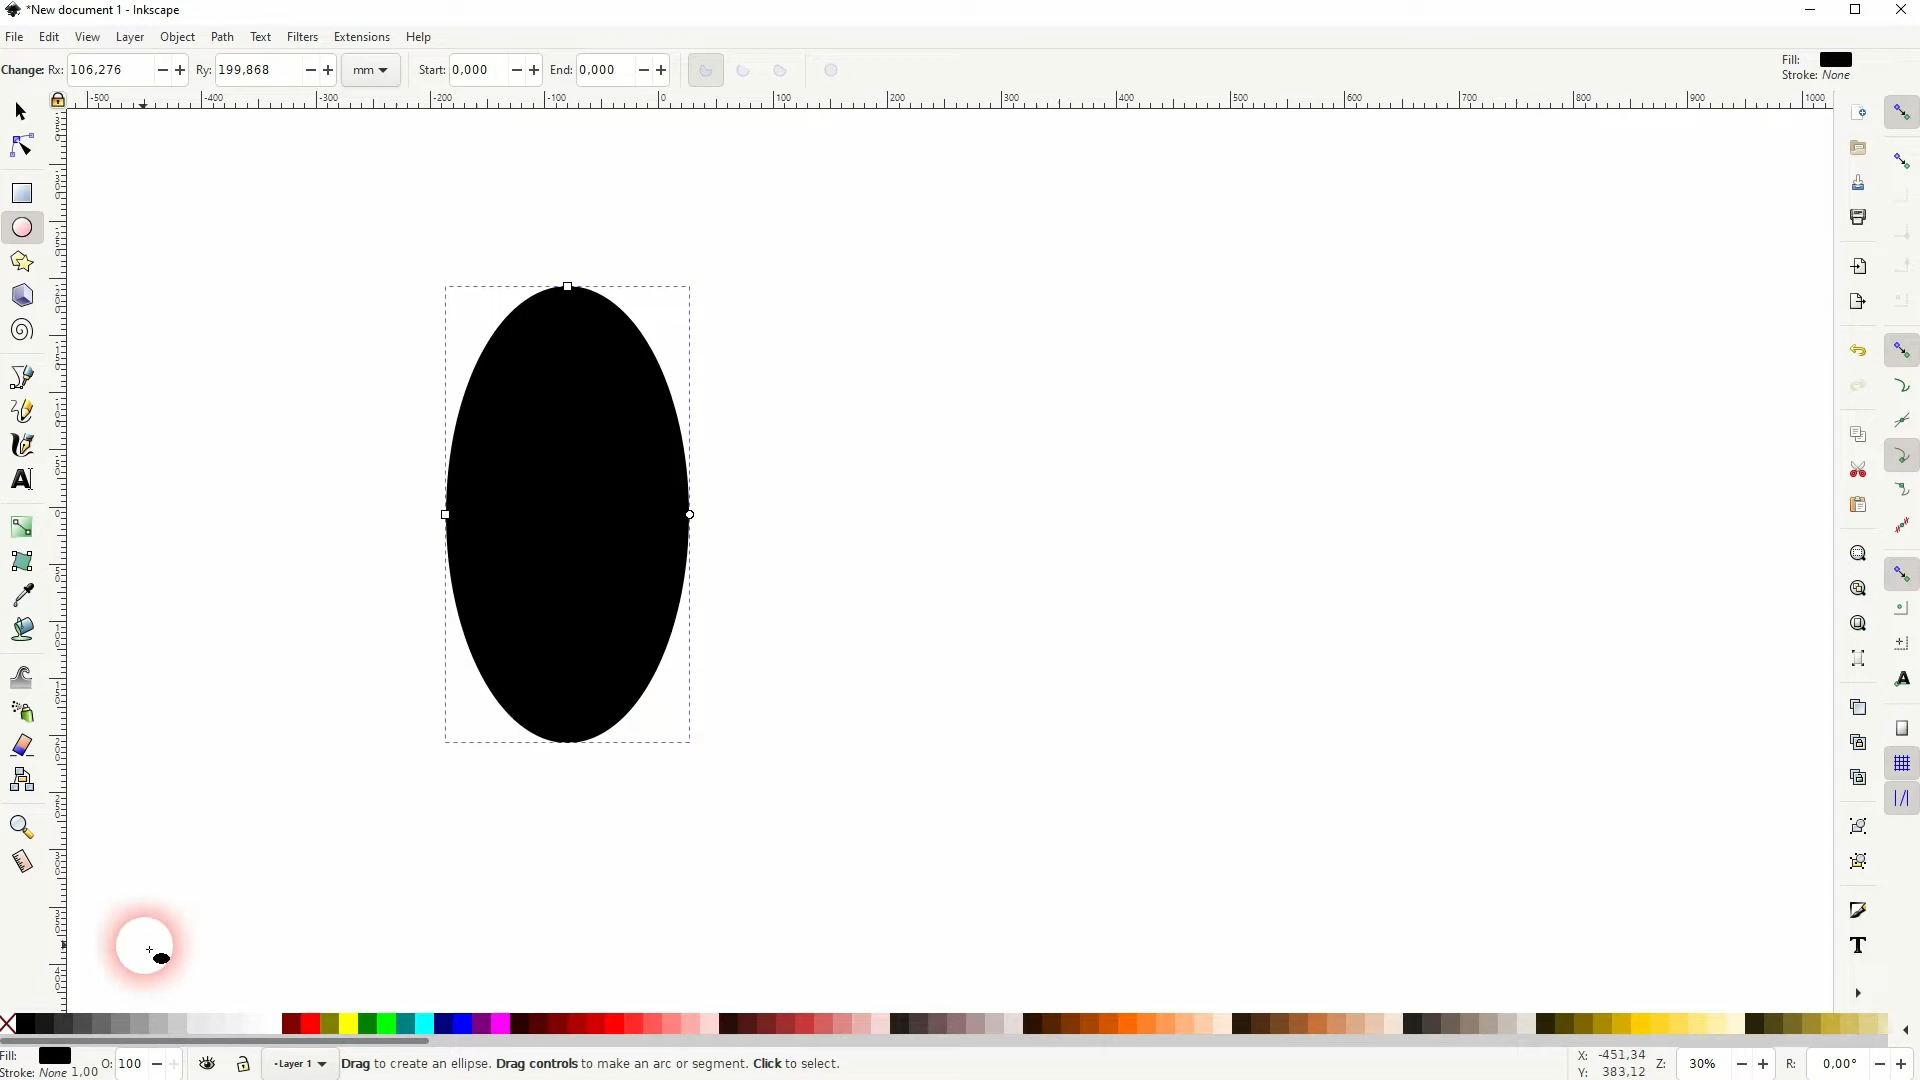 *New document 1 - Inkscape
File Edit View Layer Object Path Text Filters Extensions Help
Change: Rx: 106,276 Ry: 199,868 mm Start: 0,000 End: 0,000
Fill:
Stroke: None
-500 -400 -300 -200 -100 0 100 200 300 400 500 600 700 800 900 1000
Fill:
Stroke: None 1,00
O: 100
-Layer 1
Drag to create an ellipse. Drag controls to make an arc or segment. Click to select.
X: -451,34
Y: 383,12
Z: 30%
R: 0,00°